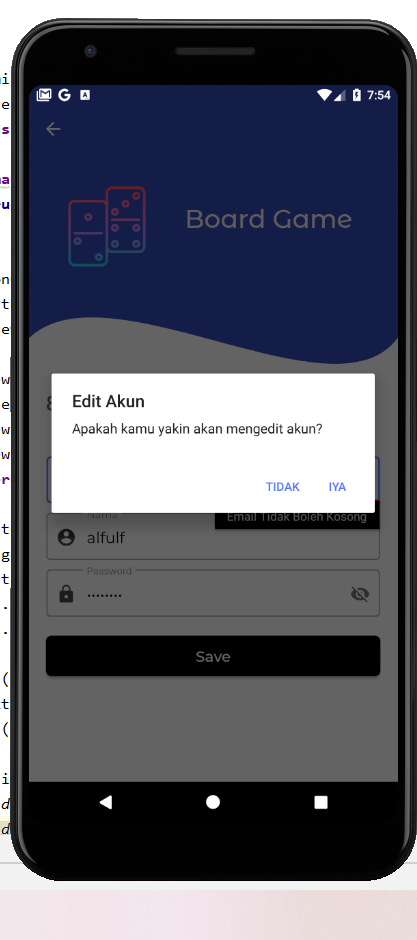 7:54
Board Game
Edit Akun
Apakah kamu yakin akan mengedit akun?
TIDAK
IYA
Email Tidak Boleh Kosong
Nama
alfulf
Password
Save